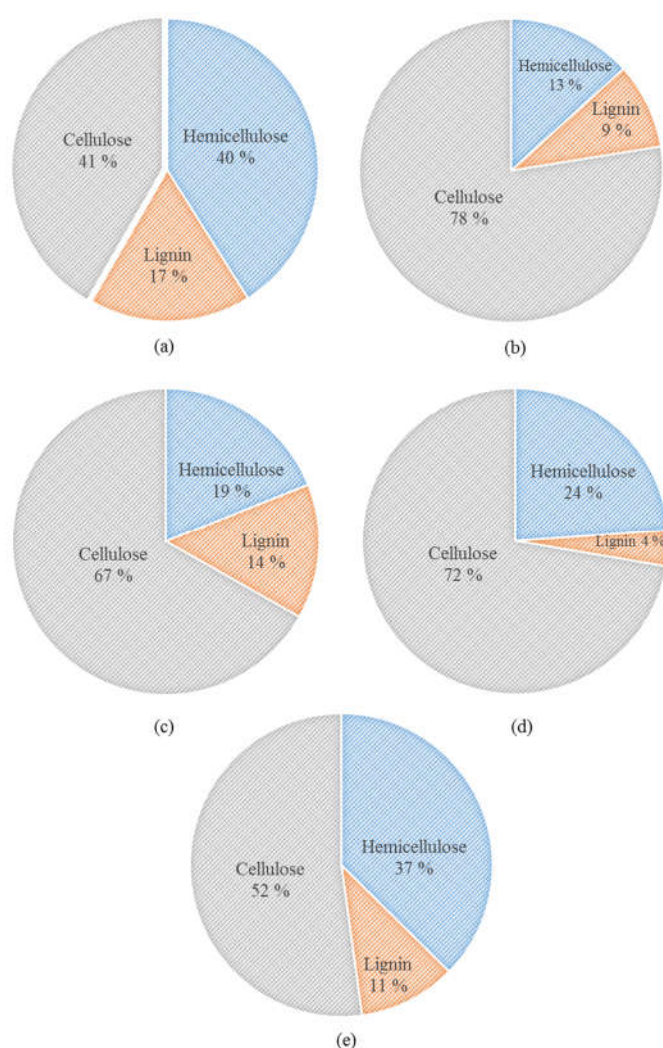 Cellulose
41 %
Hemicellulose
40 %
Lignin
17 %
(a)
Hemicellulose
13 %
Lignin
9 %
Cellulose
78 %
(b)
Hemicellulose
19 %
Lignin
14 %
Cellulose
67 %
(c)
Hemicellulose
24 %
Lignin 4 %
Cellulose
72 %
(d)
Hemicellulose
37 %
Cellulose
52 %
Lignin
11 %
(e)